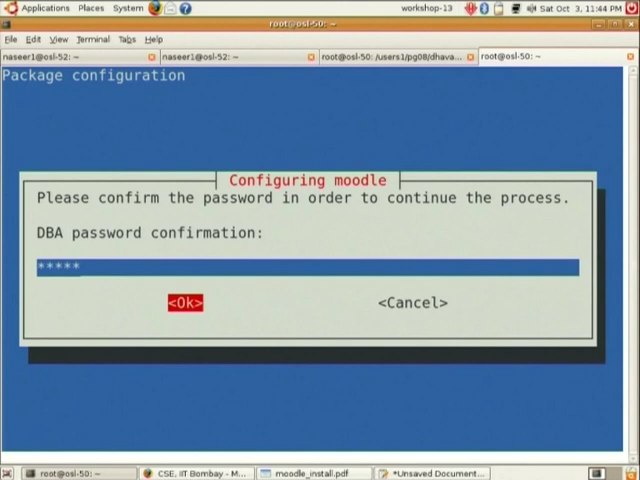 Applications Places System workshop-13 Sat Oct 3, 11:44 PM
root@osl-50: ~
File Edit View Terminal Tabs Help
naseer1@osl-52: ~ naseer1@osl-52: ~ root@osl-50: /users1/pg08/dhava... root@osl-50: ~
Package configuration
Configuring moodle
Please confirm the password in order to continue the process.
DBA password confirmation:
*****
<Ok> <Cancel>
root@osl-50: ~ CSE, IIT Bombay - M... moodle_install.pdf *Unsaved Document...